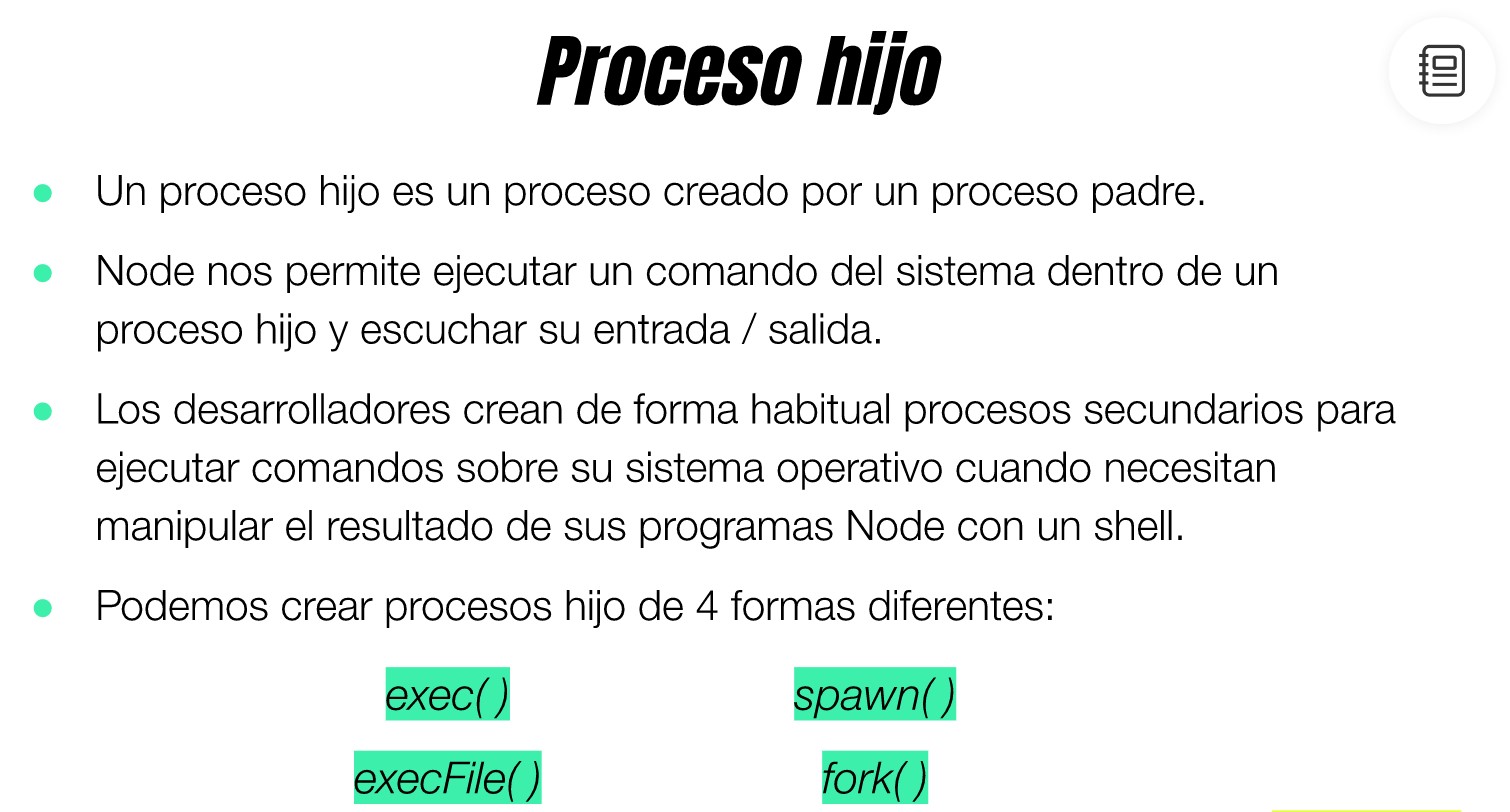 Proceso hijo
Un proceso hijo es un proceso creado por un proceso padre.
Node nos permite ejecutar un comando del sistema dentro de un
proceso hijo y escuchar su entrada / salida.
Los desarrolladores crean de forma habitual procesos secundarios para
ejecutar comandos sobre su sistema operativo cuando necesitan
manipular el resultado de sus programas Node con un shell.
Podemos crear procesos hijo de 4 formas diferentes:
exec( ) spawn( )
execFile( ) fork( )